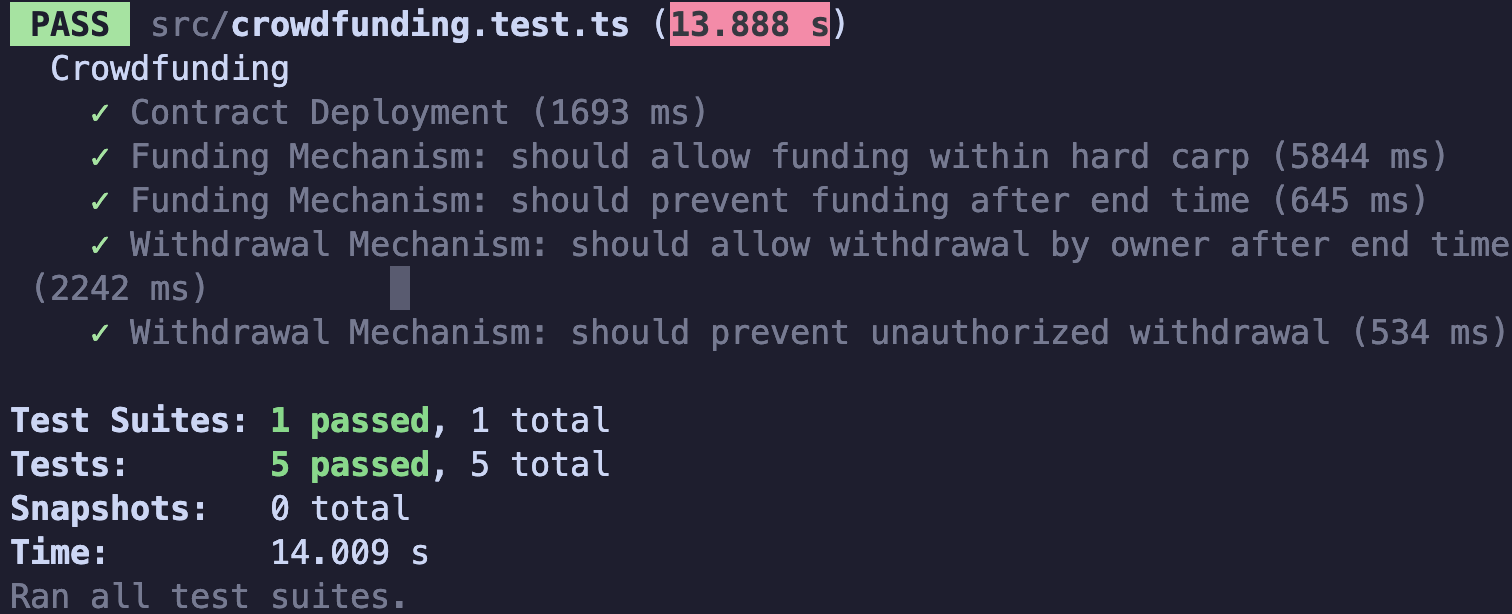 PASS src/crowdfunding.test.ts (13.888 s)
Crowdfunding
✓ Contract Deployment (1693 ms)
✓ Funding Mechanism: should allow funding within hard carp (5844 ms)
✓ Funding Mechanism: should prevent funding after end time (645 ms)
✓ Withdrawal Mechanism: should allow withdrawal by owner after end time
(2242 ms)
✓ Withdrawal Mechanism: should prevent unauthorized withdrawal (534 ms)
Test Suites: 1 passed, 1 total
Tests: 5 passed, 5 total
Snapshots: 0 total
Time: 14.009 s
Ran all test suites.